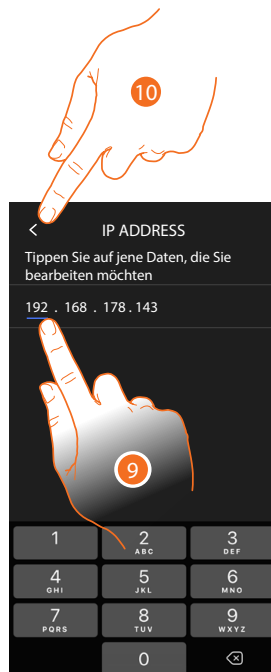 10
IP ADDRESS
Tippen Sie auf jene Daten, die Sie
bearbeiten möchten
192 . 168 . 178 . 143
9
1 2 3
ABC DEF
4 5 6
GHI JKL MNO
7 8 9
PQRS TUV WXYZ
0